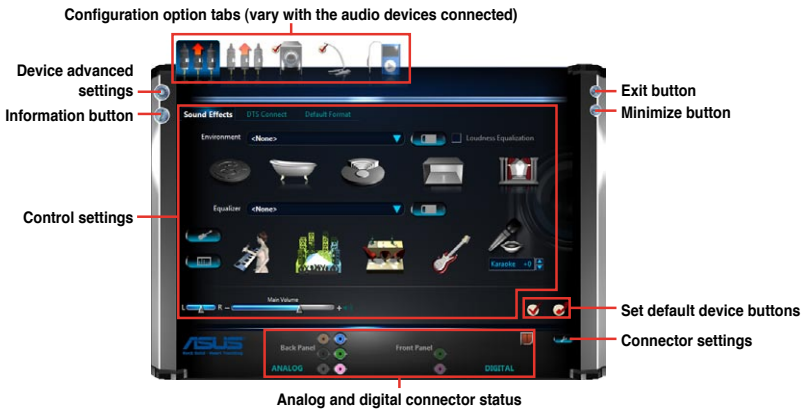 Configuration option tabs (vary with the audio devices connected)
Device advanced
settings
Information button
Exit button
Minimize button
Sound Effects
DTS Connect
Default Format
Environment
<None>
Loudness Equalization
Control settings
Equalizer
<None>
Karaoke +0
Main Volume
L
R
-
+
Set default device buttons
Connector settings
ASUS
Back Panel
Front Panel
ANALOG
DIGITAL
Analog and digital connector status